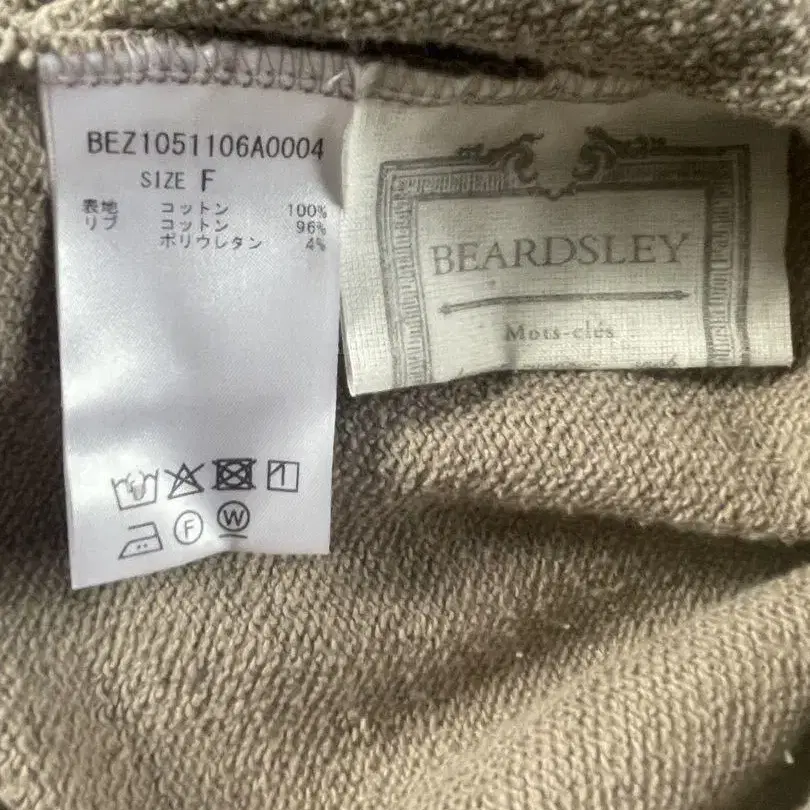 BEZ1051106A0004
SIZE F
表地 コットン 100%
リブ コットン 96%
ポリウレタン 4%
F
W
BEARDSLEY
Mots-clés